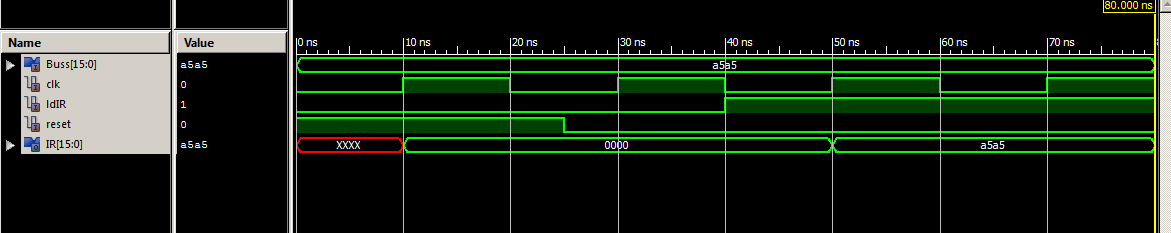 80.000 ns
Name Value 0 ns 10 ns 20 ns 30 ns 40 ns 50 ns 60 ns 70 ns
Buss[15:0] a5a5 a5a5
clk 0
ldIR 1
reset 0
IR[15:0] a5a5 XXXX 0000 a5a5